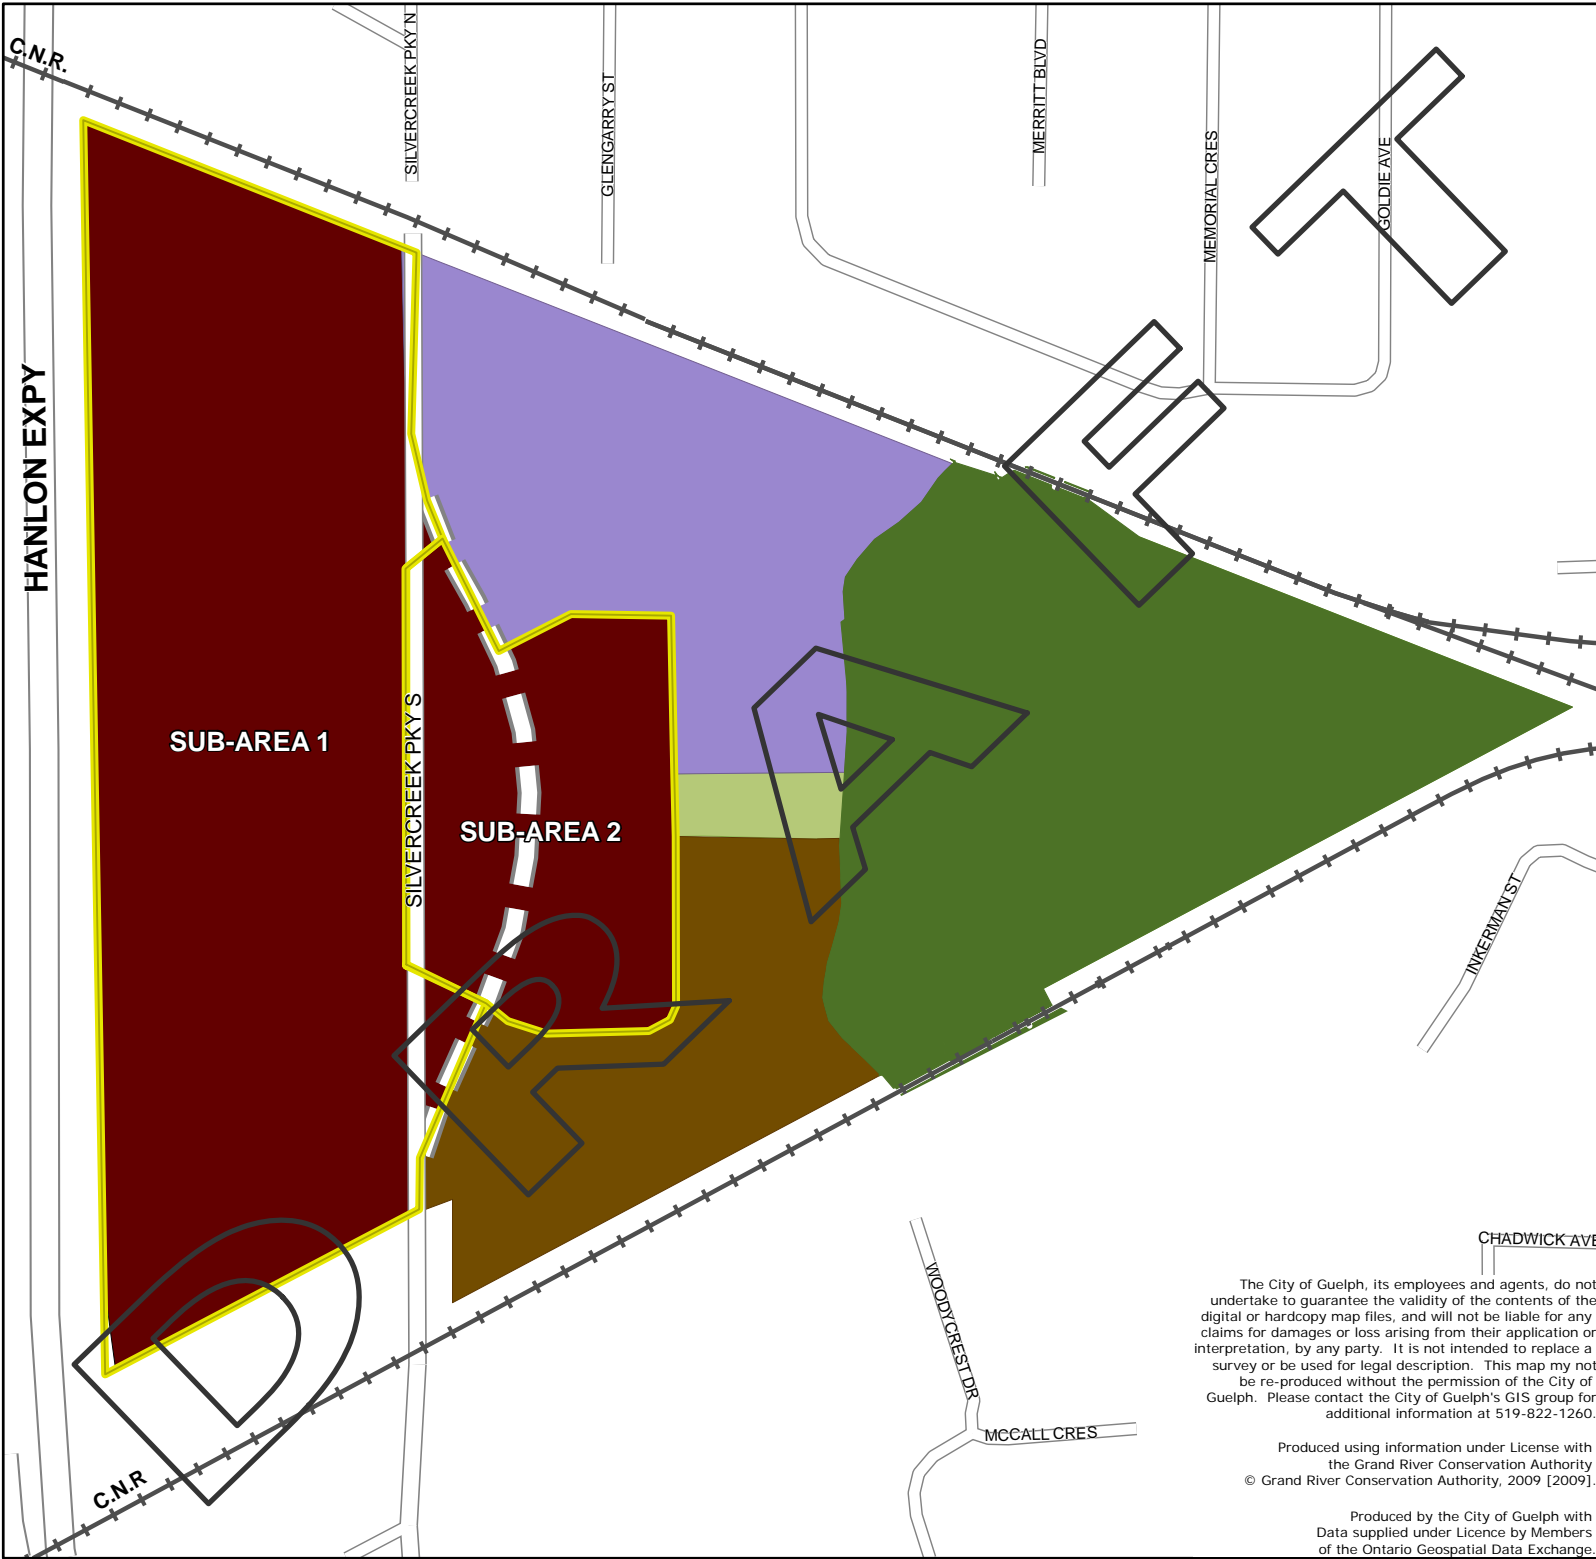 C.N.R.
SILVERCREEK PKY N
GLENGARRY ST
MERRITT BLVD
MEMORIAL CRES
GOLDIE AVE
HANLON EXPY
SUB-AREA 1
SILVERCREEK PKY S
SUB-AREA 2
INKERMAN ST
DRAFT
WOODYCREST DR
MCCALL CRES
C.N.R
CHADWICK AVE
The City of Guelph, its employees and agents, do not
undertake to guarantee the validity of the contents of the
digital or hardcopy map files, and will not be liable for any
claims for damages or loss arising from their application or
interpretation, by any party.  It is not intended to replace a
survey or be used for legal description.  This map my not
be re-produced without the permission of the City of
Guelph.  Please contact the City of Guelph's GIS group for
additional information at 519-822-1260.
Produced using information under License with
the Grand River Conservation Authority
© Grand River Conservation Authority, 2009 [2009].
Produced by the City of Guelph with
Data supplied under Licence by Members
of the Ontario Geospatial Data Exchange.